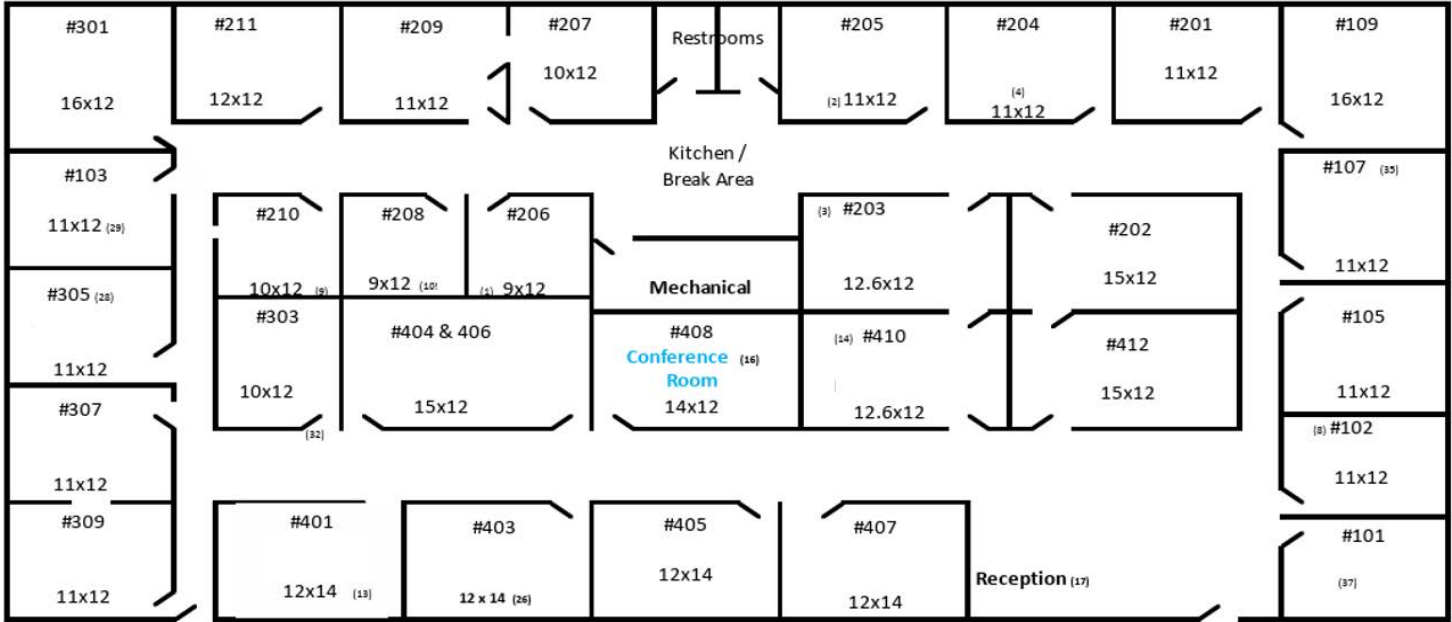 #301
#211
#209
#207
Restrooms
#205
#204
#201
#109
16x12
12x12
11x12
10x12
(2) 11x12
(4)
11x12
11x12
16x12
Kitchen /
Break Area
#103
11x12 (29)
#107 (35)
11x12
#210
10x12 (9)
#208
9x12 (10)
#206
(1) 9x12
(3) #203
12.6x12
#202
15x12
Mechanical
#305 (28)
11x12
#303
10x12
(32)
#404 & 406
15x12
#408
Conference (16)
Room
14x12
(14) #410
12.6x12
#412
15x12
#105
11x12
#307
11x12
(8) #102
11x12
#309
11x12
#401
12x14 (13)
#403
12 x 14 (26)
#405
12x14
#407
12x14
Reception (17)
#101
(37)